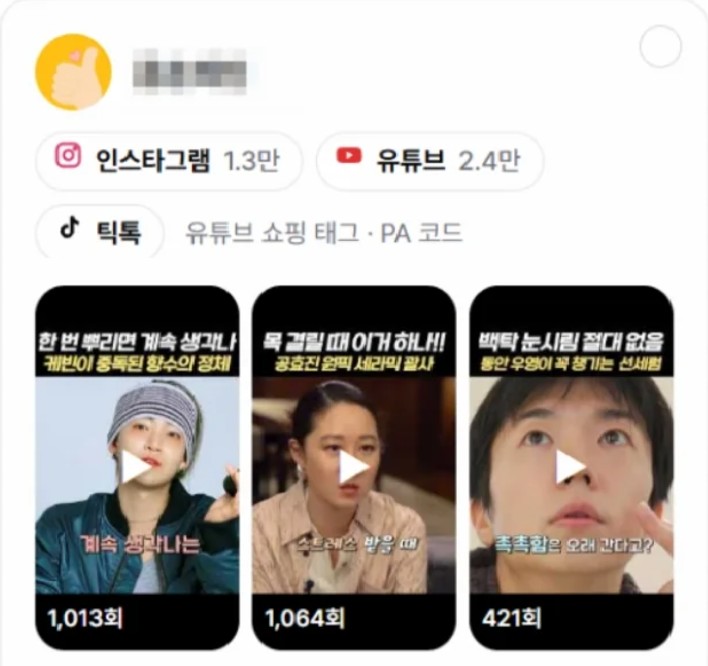 인스타그램 1.3만
유튜브 2.4만
틱톡
유튜브 쇼핑 태그 · PA 코드
한 번 뿌리면 계속 생각나
케빈이 중독된 향수의 정체
계속 생각나는
1,013회
목 결릴 때 이거 하나!!
공효진 원픽 세라믹 괄사
스트레스 받을 때
1,064회
백탁 눈시림 절대 없음
동안 우영이 꼭 챙기는 선세럼
촉촉함은 오래 간다고?
421회